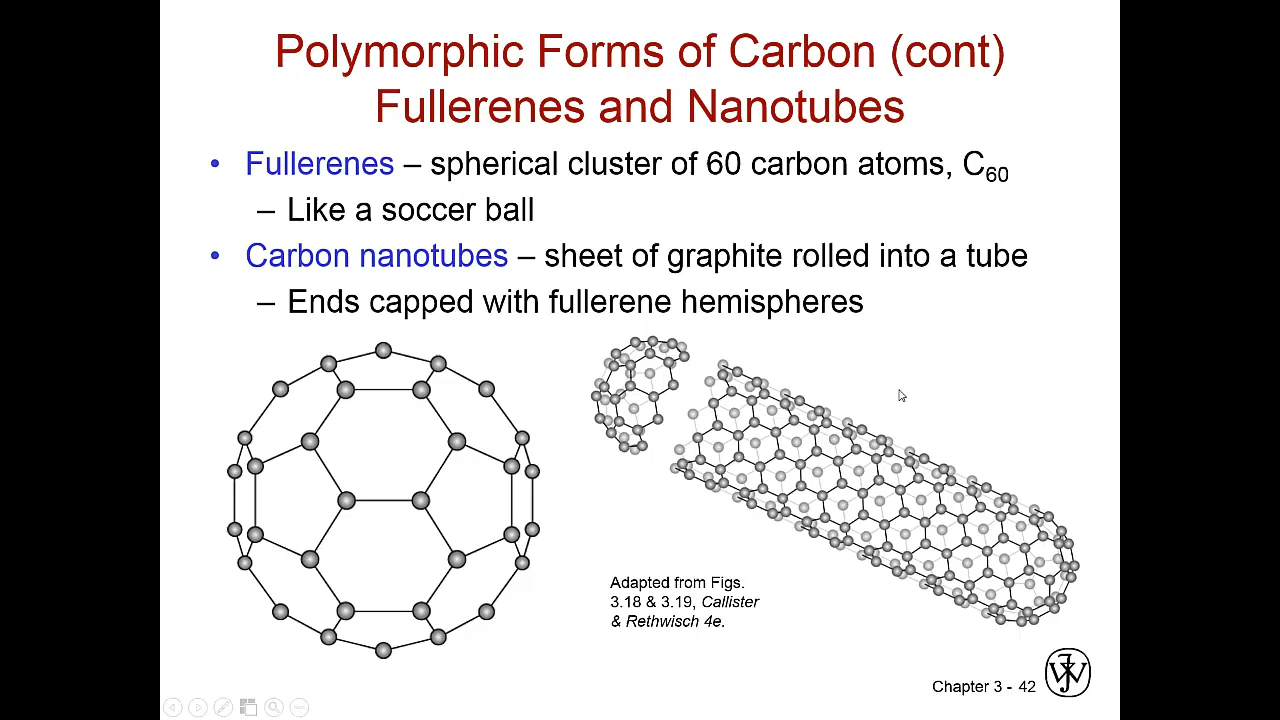 Polymorphic Forms of Carbon (cont)
Fullerenes and Nanotubes
• Fullerenes – spherical cluster of 60 carbon atoms, C₆₀
– Like a soccer ball
• Carbon nanotubes – sheet of graphite rolled into a tube
– Ends capped with fullerene hemispheres
Adapted from Figs.
3.18 & 3.19, Callister
& Rethwisch 4e.
Chapter 3 - 42